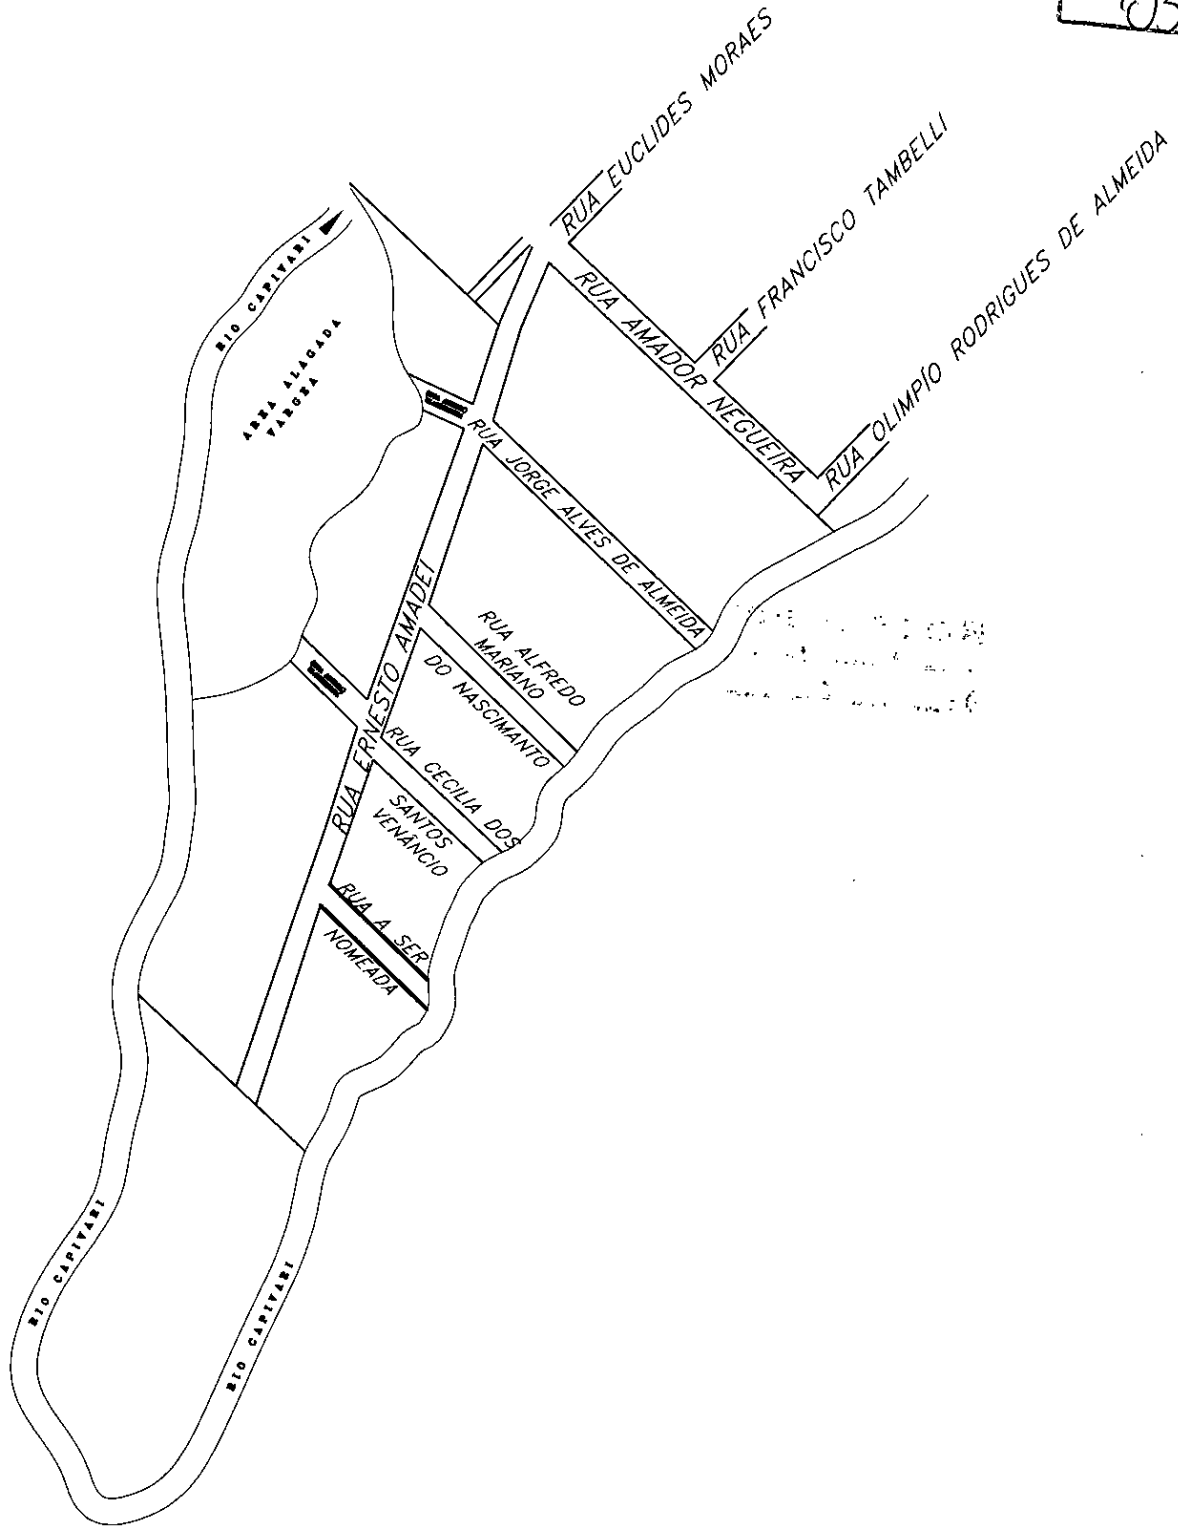 RUA EUCLIDES MORAES
RUA FRANCISCO TAMBELLI
RUA OLIMPÍO RODRIGUES DE ALMEIDA
RUA AMADOR NEGUEIRA
RIO CAPIVARI
AREA ALAGADA
VARGEA
RUA JORGE ALVES DE ALMEIDA
RUA ERNESTO AMADEI
RUA ALFREDO
MARIANO
DO NASCIMANTO
RUA CECILIA DOS
SANTOS
VENÂNCIO
RUA A SER
NOMEADA
RIO CAPIVARI
RIO CAPIVARI